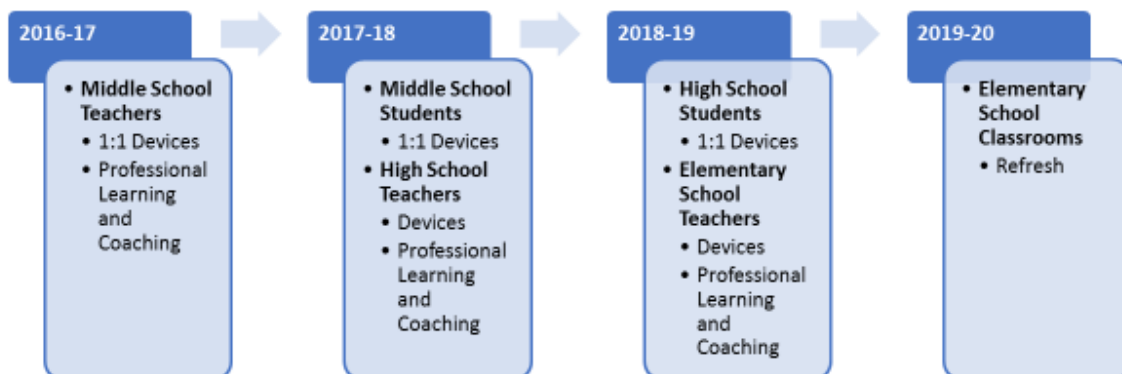 2016-17
• Middle School
Teachers
• 1:1 Devices
• Professional
Learning
and
Coaching
2017-18
• Middle School
Students
• 1:1 Devices
• High School
Teachers
• Devices
• Professional
Learning
and
Coaching
2018-19
• High School
Students
• 1:1 Devices
• Elementary
School
Teachers
• Devices
• Professional
Learning
and
Coaching
2019-20
• Elementary
School
Classrooms
• Refresh